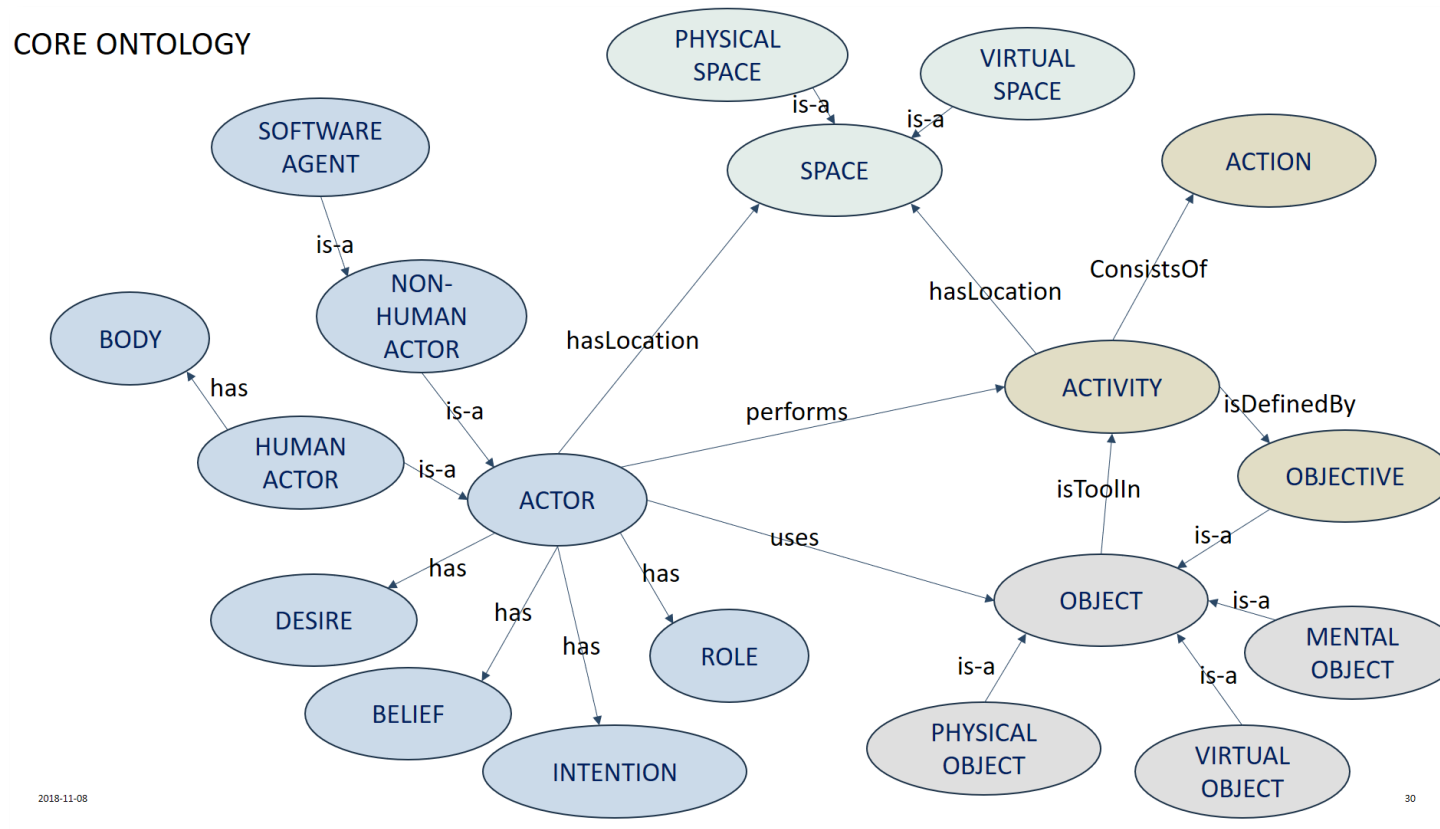 CORE ONTOLOGY
PHYSICAL
SPACE
VIRTUAL
SPACE
is-a
is-a
SOFTWARE
AGENT
SPACE
ACTION
is-a
NON-
HUMAN
ACTOR
ConsistsOf
hasLocation
BODY
hasLocation
has
ACTIVITY
is-a
performs
isDefinedBy
HUMAN
ACTOR
is-a
ACTOR
OBJECTIVE
isToolIn
uses
is-a
has
has
has
has
OBJECT
is-a
DESIRE
ROLE
MENTAL
OBJECT
is-a
is-a
BELIEF
INTENTION
PHYSICAL
OBJECT
VIRTUAL
OBJECT
2018-11-08
30